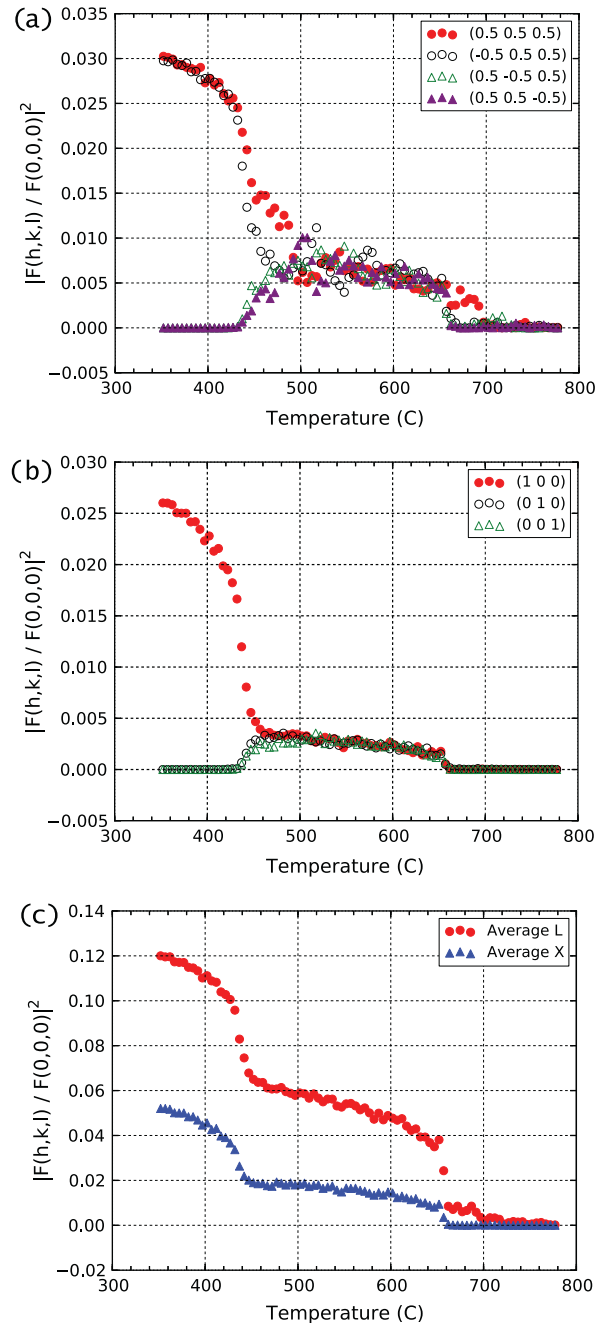 (a)
0.035
0.030
0.025
0.020
0.015
0.010
0.005
0.000
−0.005
|F(h,k,l) / F(0,0,0)|²
(0.5 0.5 0.5)
(-0.5 0.5 0.5)
(0.5 -0.5 0.5)
(0.5 0.5 -0.5)
300 400 500 600 700 800
Temperature (C)
(b)
0.030
0.025
0.020
0.015
0.010
0.005
0.000
−0.005
|F(h,k,l) / F(0,0,0)|²
(1 0 0)
(0 1 0)
(0 0 1)
300 400 500 600 700 800
Temperature (C)
(c)
0.14
0.12
0.10
0.08
0.06
0.04
0.02
0.00
−0.02
|F(h,k,l) / F(0,0,0)|²
Average L
Average X
300 400 500 600 700 800
Temperature (C)